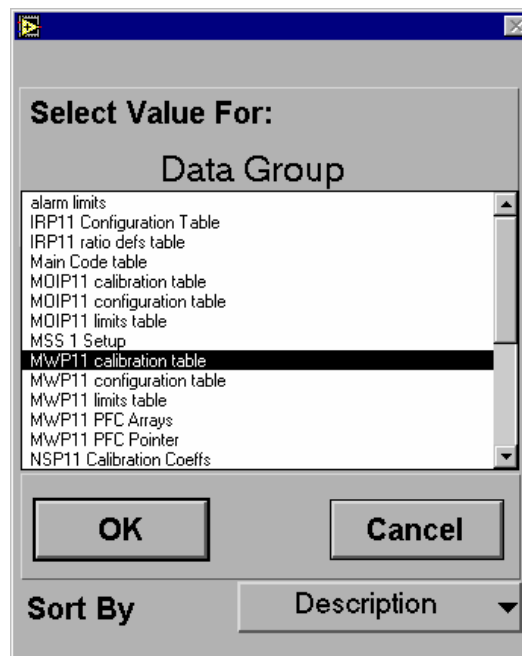 Select Value For:
Data Group
alarm limits
IRP11 Configuration Table
IRP11 ratio defs table
Main Code table
MOIP11 calibration table
MOIP11 configuration table
MOIP11 limits table
MSS 1 Setup
MWP11 calibration table
MWP11 configuration table
MWP11 limits table
MWP11 PFC Arrays
MWP11 PFC Pointer
NSP11 Calibration Coeffs
OK
Cancel
Sort By
Description